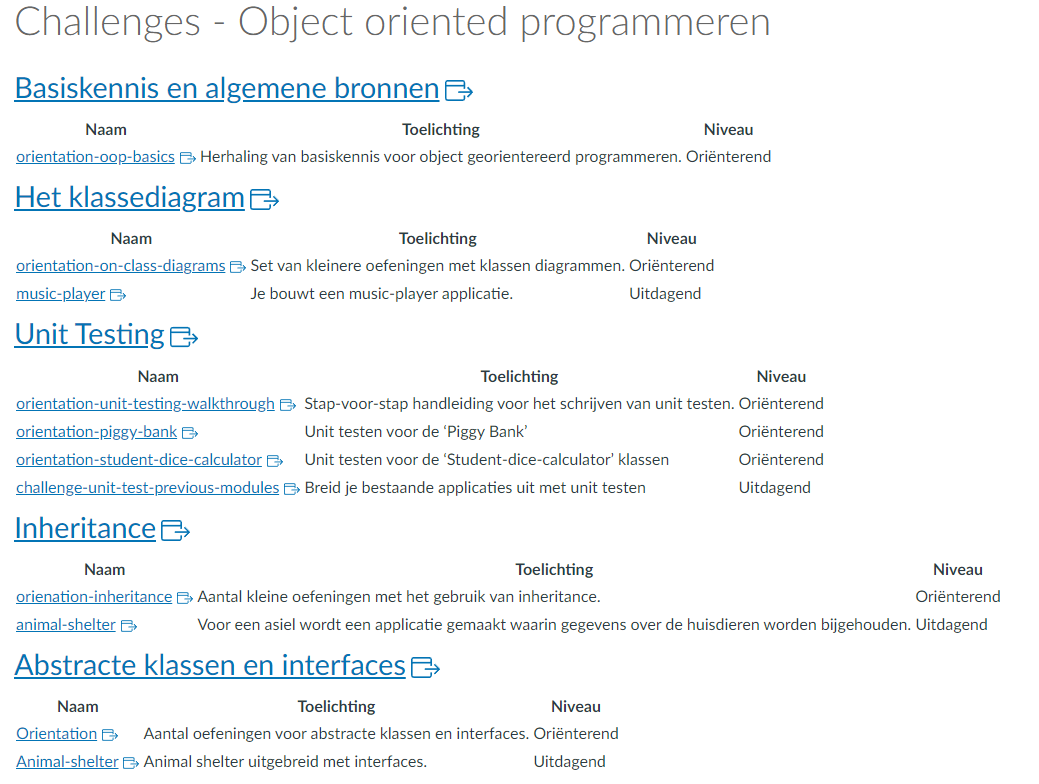 Challenges - Object oriented programmeren
Basiskennis en algemene bronnen
Naam Toelichting Niveau
orientation-oop-basics Herhaling van basiskennis voor object georientereerd programmeren. Oriënterend
Het klassediagram
Naam Toelichting Niveau
orientation-on-class-diagrams Set van kleinere oefeningen met klassen diagrammen. Oriënterend
music-player Je bouwt een music-player applicatie. Uitdagend
Unit Testing
Naam Toelichting Niveau
orientation-unit-testing-walkthrough Stap-voor-stap handleiding voor het schrijven van unit testen. Oriënterend
orientation-piggy-bank Unit testen voor de ‘Piggy Bank’ Oriënterend
orientation-student-dice-calculator Unit testen voor de ‘Student-dice-calculator’ klassen Oriënterend
challenge-unit-test-previous-modules Breid je bestaande applicaties uit met unit testen Uitdagend
Inheritance
Naam Toelichting Niveau
orienation-inheritance Aantal kleine oefeningen met het gebruik van inheritance. Oriënterend
animal-shelter Voor een asiel wordt een applicatie gemaakt waarin gegevens over de huisdieren worden bijgehouden. Uitdagend
Abstracte klassen en interfaces
Naam Toelichting Niveau
Orientation Aantal oefeningen voor abstracte klassen en interfaces. Oriënterend
Animal-shelter Animal shelter uitgebreid met interfaces. Uitdagend